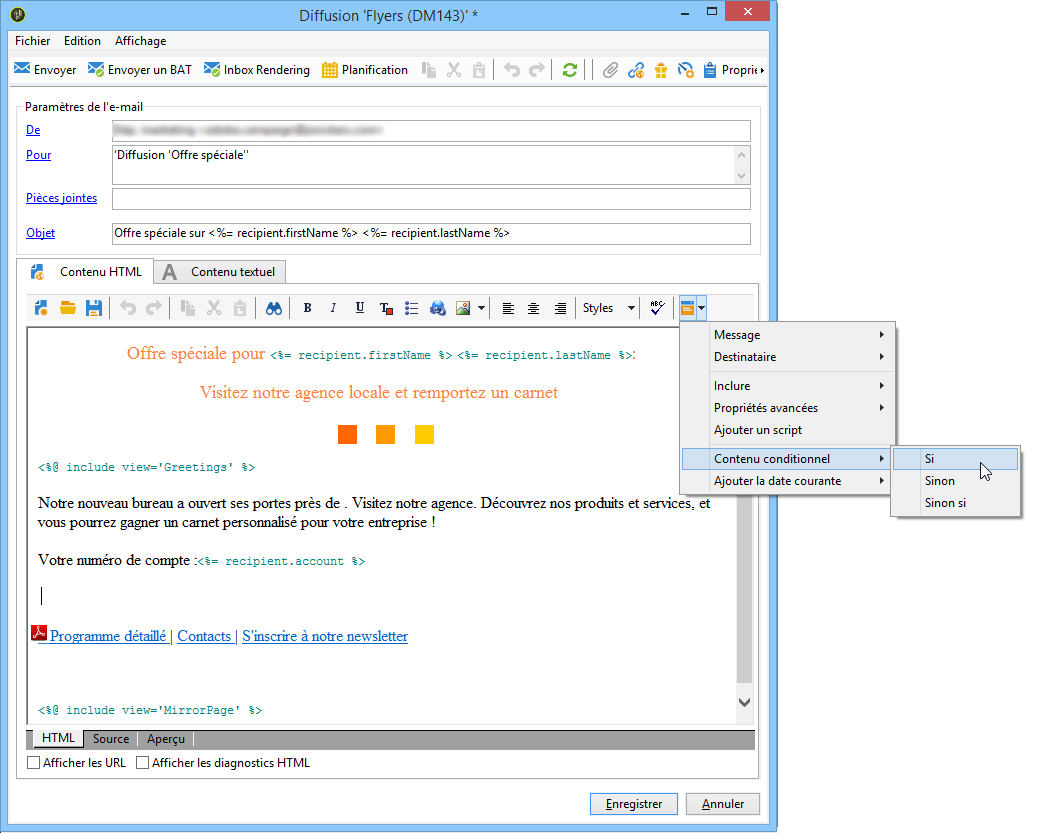 Diffusion 'Flyers (DM143)' *
Fichier Edition Affichage
Envoyer Envoyer un BAT Inbox Rendering Planification Proprié
Paramètres de l'e-mail
De
Pour 'Diffusion 'Offre spéciale''
Pièces jointes
Objet Offre spéciale sur <%= recipient.firstName %> <%= recipient.lastName %>
Contenu HTML A Contenu textuel
B I U T Styles ABC
Message
Destinataire
Inclure
Propriétés avancées
Ajouter un script
Contenu conditionnel
Ajouter la date courante
Si
Sinon
Sinon si
Offre spéciale pour <%= recipient.firstName %> <%= recipient.lastName %>:
Visitez notre agence locale et remportez un carnet
<%@ include view='Greetings' %>
Notre nouveau bureau a ouvert ses portes près de . Visitez notre agence. Découvrez nos produits et services, et
vous pourrez gagner un carnet personnalisé pour votre entreprise !
Votre numéro de compte :<%= recipient.account %>
Programme détaillé | Contacts | S'inscrire à notre newsletter
<%@ include view='MirrorPage' %>
HTML Source Aperçu
Afficher les URL Afficher les diagnostics HTML
Enregistrer Annuler